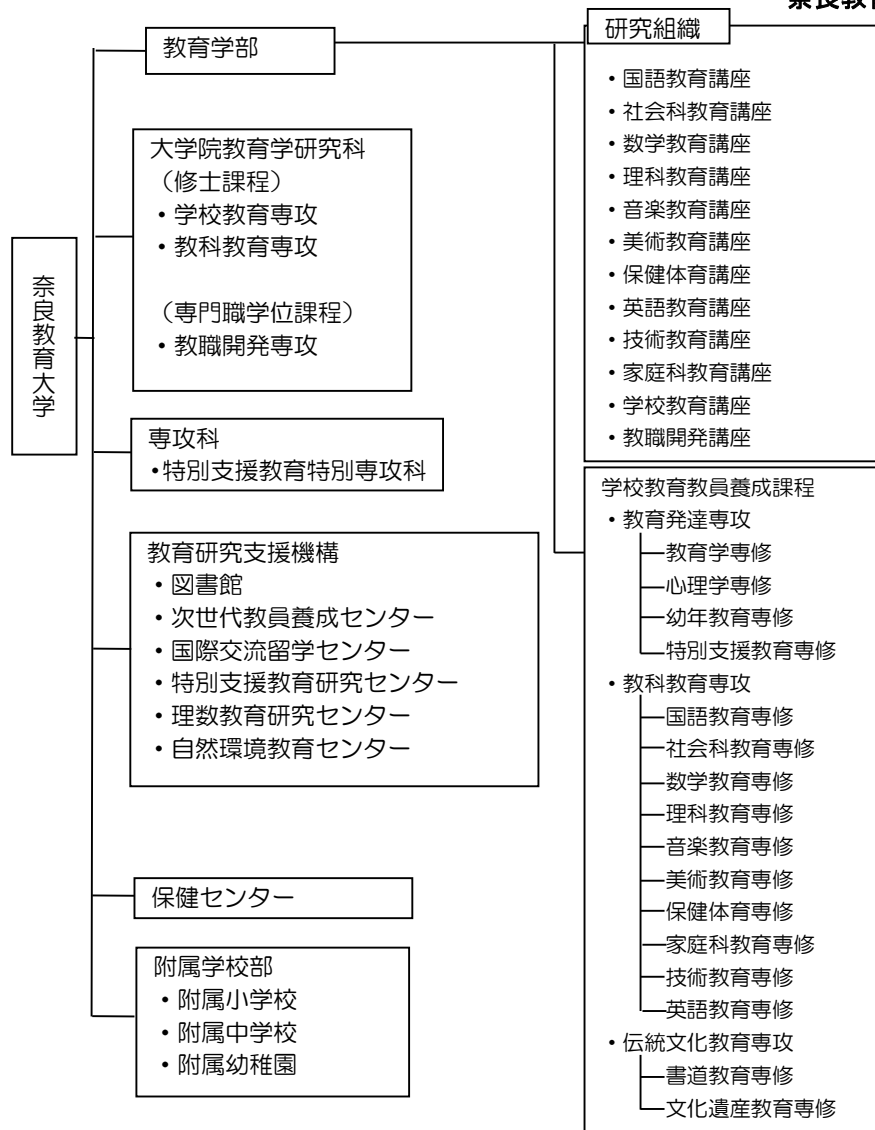 奈良教育
奈良教育大学
教育学部
大学院教育学研究科
（修士課程）
・学校教育専攻
・教科教育専攻
（専門職学位課程）
・教職開発専攻
専攻科
・特別支援教育特別専攻科
教育研究支援機構
・図書館
・次世代教員養成センター
・国際交流留学センター
・特別支援教育研究センター
・理数教育研究センター
・自然環境教育センター
保健センター
附属学校部
・附属小学校
・附属中学校
・附属幼稚園
研究組織
・国語教育講座
・社会科教育講座
・数学教育講座
・理科教育講座
・音楽教育講座
・美術教育講座
・保健体育講座
・英語教育講座
・技術教育講座
・家庭科教育講座
・学校教育講座
・教職開発講座
学校教育教員養成課程
・教育発達専攻
教育学専修
心理学専修
幼年教育専修
特別支援教育専修
・教科教育専攻
国語教育専修
社会科教育専修
数学教育専修
理科教育専修
音楽教育専修
美術教育専修
保健体育専修
家庭科教育専修
技術教育専修
英語教育専修
・伝統文化教育専攻
書道教育専修
文化遺産教育専修